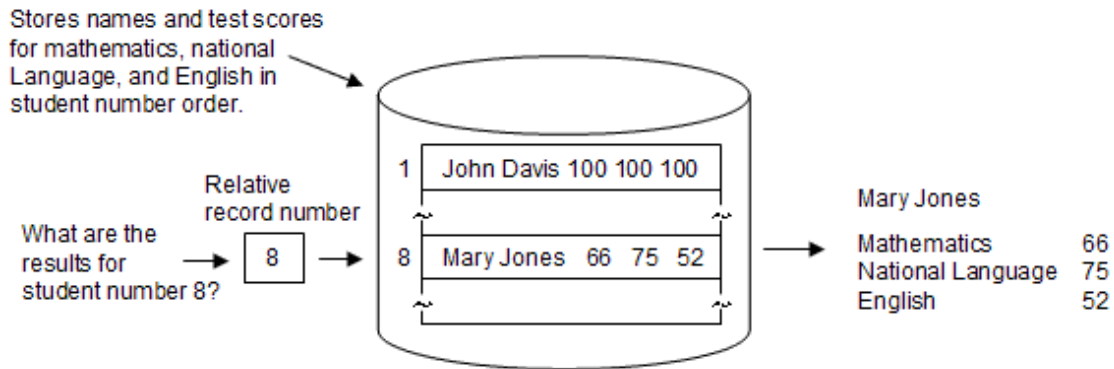 Stores names and test scores
for mathematics, national
Language, and English in
student number order.
1 John Davis 100 100 100
Relative
record number
What are the
results for
student number 8?
8
8 Mary Jones 66 75 52
Mary Jones
Mathematics 66
National Language 75
English 52